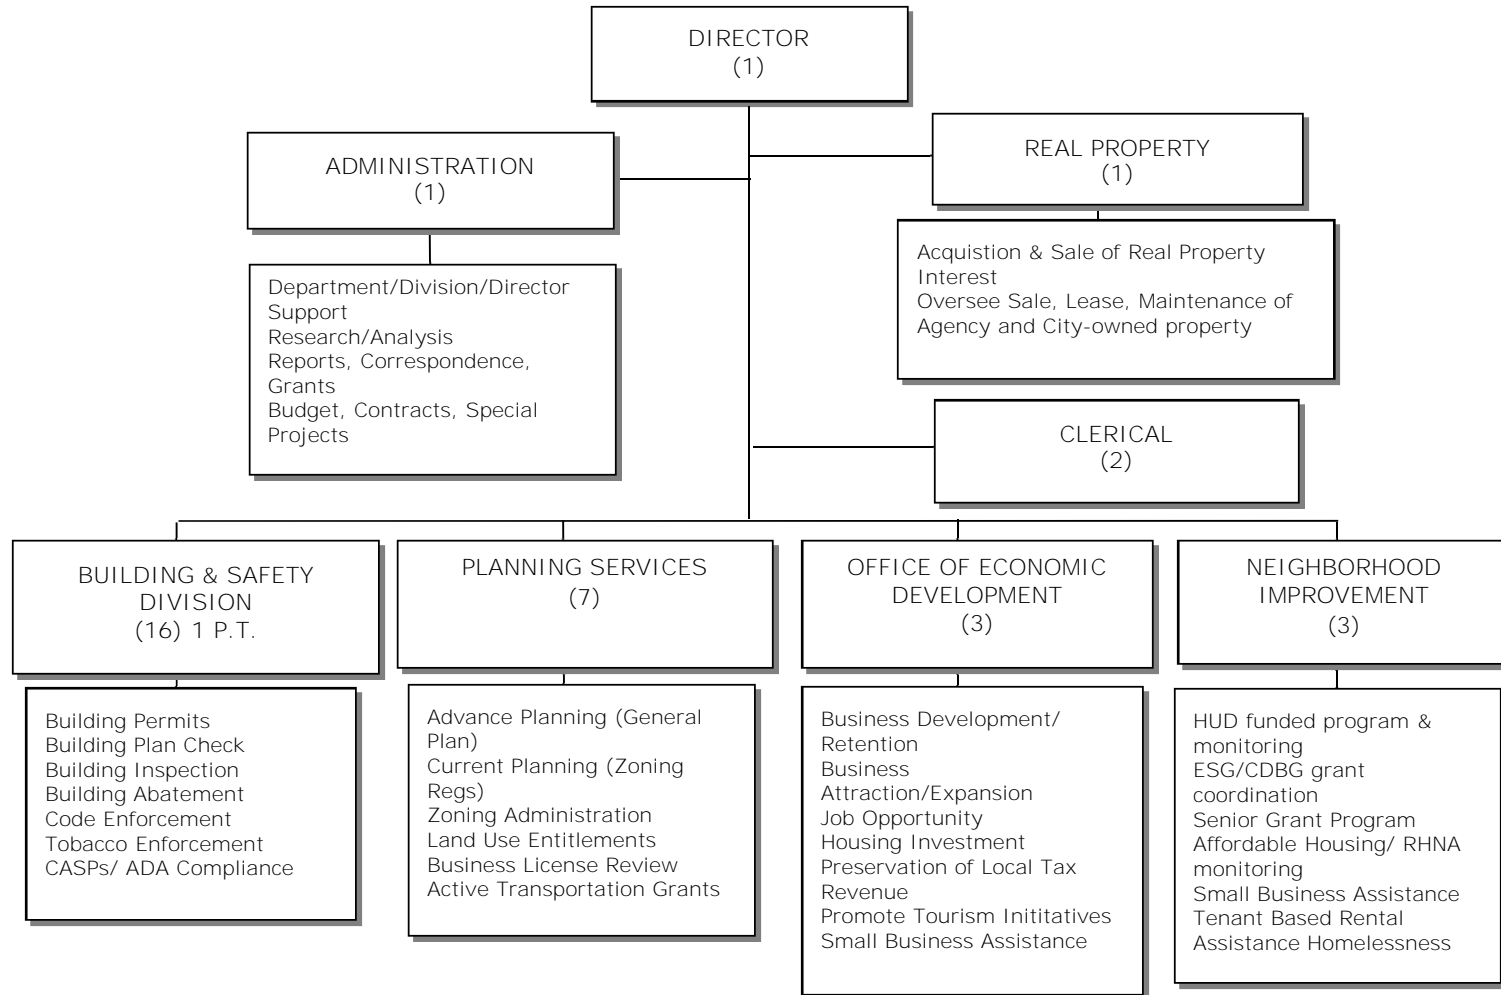 DIRECTOR
(1)
ADMINISTRATION
(1)
REAL PROPERTY
(1)
Department/Division/Director
Support
Research/Analysis
Reports, Correspondence,
Grants
Budget, Contracts, Special
Projects
Acquistion & Sale of Real Property
Interest
Oversee Sale, Lease, Maintenance of
Agency and City-owned property
CLERICAL
(2)
BUILDING & SAFETY
DIVISION
(16) 1 P.T.
Building Permits
Building Plan Check
Building Inspection
Building Abatement
Code Enforcement
Tobacco Enforcement
CASPs/ ADA Compliance
PLANNING SERVICES
(7)
Advance Planning (General
Plan)
Current Planning (Zoning
Regs)
Zoning Administration
Land Use Entitlements
Business License Review
Active Transportation Grants
OFFICE OF ECONOMIC
DEVELOPMENT
(3)
Business Development/
Retention
Business
Attraction/Expansion
Job Opportunity
Housing Investment
Preservation of Local Tax
Revenue
Promote Tourism Inititatives
Small Business Assistance
NEIGHBORHOOD
IMPROVEMENT
(3)
HUD funded program &
monitoring
ESG/CDBG grant
coordination
Senior Grant Program
Affordable Housing/ RHNA
monitoring
Small Business Assistance
Tenant Based Rental
Assistance Homelessness